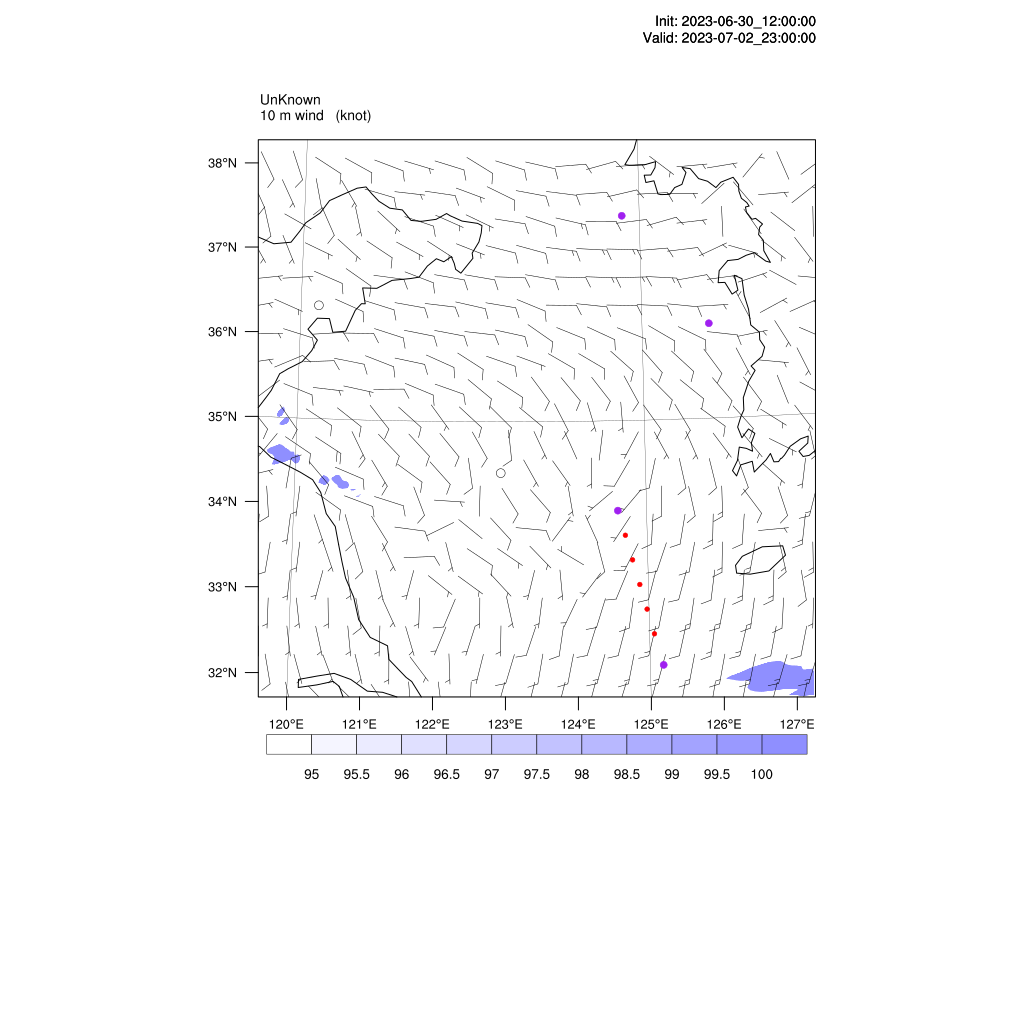 Init: 2023-06-30_12:00:00
Valid: 2023-07-02_23:00:00
UnKnown
10 m wind (knot)
38°N
37°N
36°N
35°N
34°N
33°N
32°N
120°E 121°E 122°E 123°E 124°E 125°E 126°E 127°E
95 95.5 96 96.5 97 97.5 98 98.5 99 99.5 100